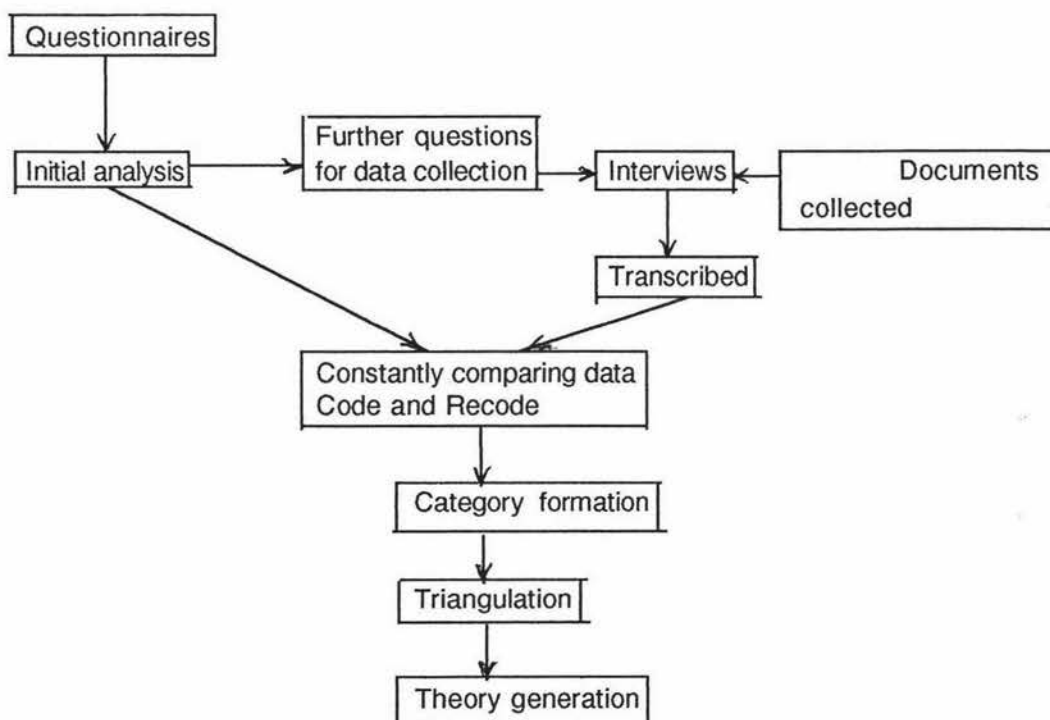 Questionnaires
Initial analysis
Further questions
for data collection
Interviews
Documents
collected
Transcribed
Constantly comparing data
Code and Recode
Category formation
Triangulation
Theory generation